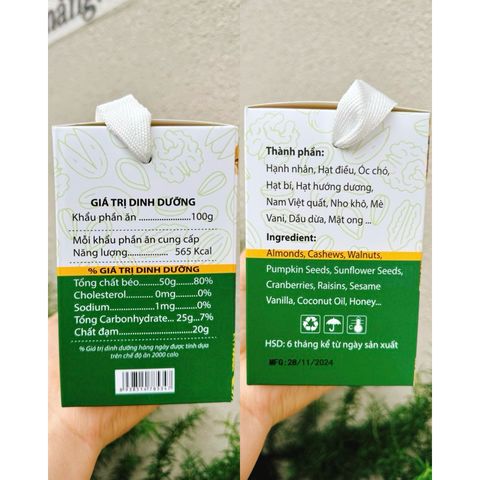 GIÁ TRỊ DINH DƯỠNG
Khẩu phần ăn .....................100g
Mỗi khẩu phần ăn cung cấp
Năng lượng.............. 565 Kcal
% GIÁ TRỊ DINH DƯỠNG
Tổng chất béo......50g.....80%
Cholesterol..........0mg.....0%
Sodium................1mg.....0%
Tổng Carbonhydrate... 25g...7%
Chất đạm.....................20g
% Giá trị dinh dưỡng hàng ngày được tính dựa
trên chế độ ăn 2000 calo
Thành phần:
Hạnh nhân, Hạt điều, Óc chó,
Hạt bí, Hạt hướng dương,
Nam Việt quất, Nho khô, Mè
Vani, Dầu dừa, Mật ong ...
Ingredient:
Almonds, Cashews, Walnuts,
Pumpkin Seeds, Sunflower Seeds,
Cranberries, Raisins, Sesame
Vanilla, Coconut Oil, Honey...
HSD: 6 tháng kể từ ngày sản xuất
MFG: 28/11/2024